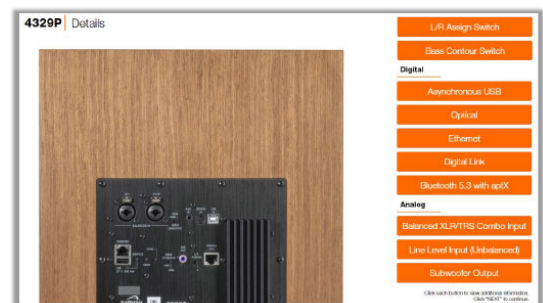 4329P Details
L/R Assign Switch
Bass Contour Switch
Digital
Asynchronous USB
Optical
Ethernet
Digital Link
Bluetooth 5.3 with aptX
Analog
Balanced XLR/TRS Combo Input
Line Level Input (Unbalanced)
Subwoofer Output
Click each button to view additional information.
Click "NEXT" to continue.